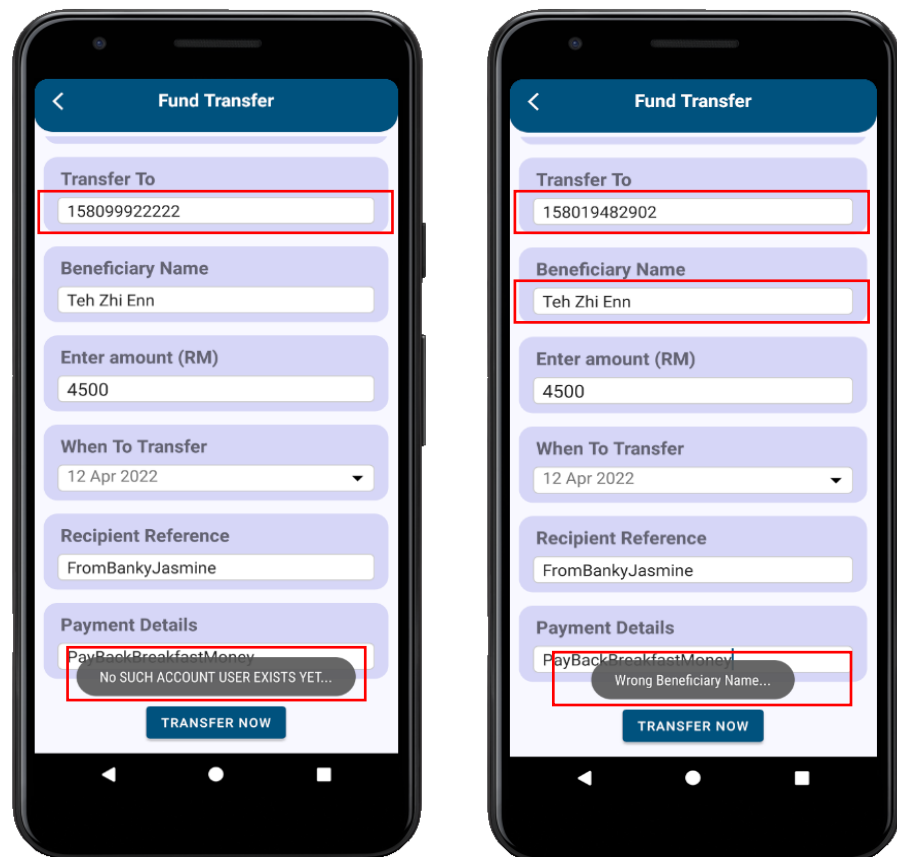 Fund Transfer
Transfer To
158099922222
Beneficiary Name
Teh Zhi Enn
Enter amount (RM)
4500
When To Transfer
12 Apr 2022
Recipient Reference
FromBankyJasmine
Payment Details
PayBackBreakfastMoney
No SUCH ACCOUNT USER EXISTS YET...
TRANSFER NOW
Fund Transfer
Transfer To
158019482902
Beneficiary Name
Teh Zhi Enn
Enter amount (RM)
4500
When To Transfer
12 Apr 2022
Recipient Reference
FromBankyJasmine
Payment Details
PayBackBreakfastMoney
Wrong Beneficiary Name...
TRANSFER NOW